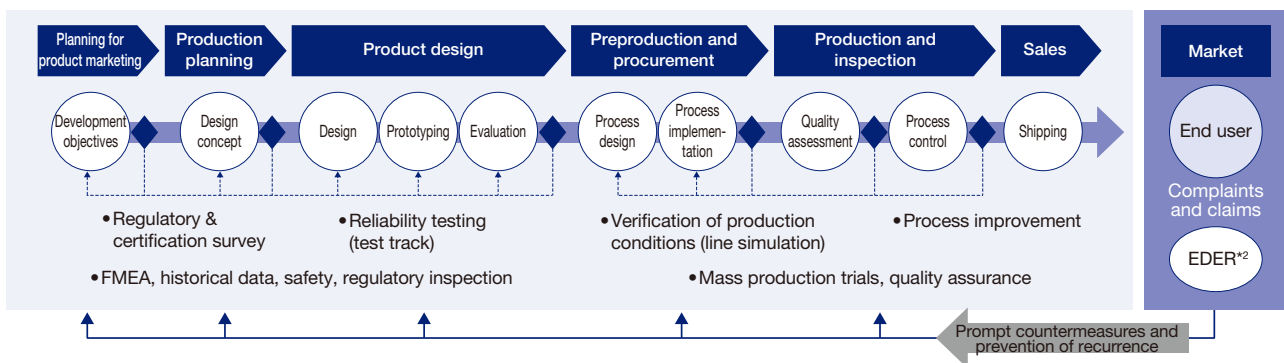 Planning for
product marketing
Production
planning
Product design
Preproduction and
procurement
Production and
inspection
Sales
Market
Development
objectives
Design
concept
Design
Prototyping
Evaluation
Process
design
Process
implemen-
tation
Quality
assessment
Process
control
Shipping
End user
Complaints
and claims
EDER*2
•Regulatory &
certification survey
•Reliability testing
(test track)
•Verification of production
conditions (line simulation)
•Process improvement
•FMEA, historical data, safety, regulatory inspection
•Mass production trials, quality assurance
Prompt countermeasures and
prevention of recurrence